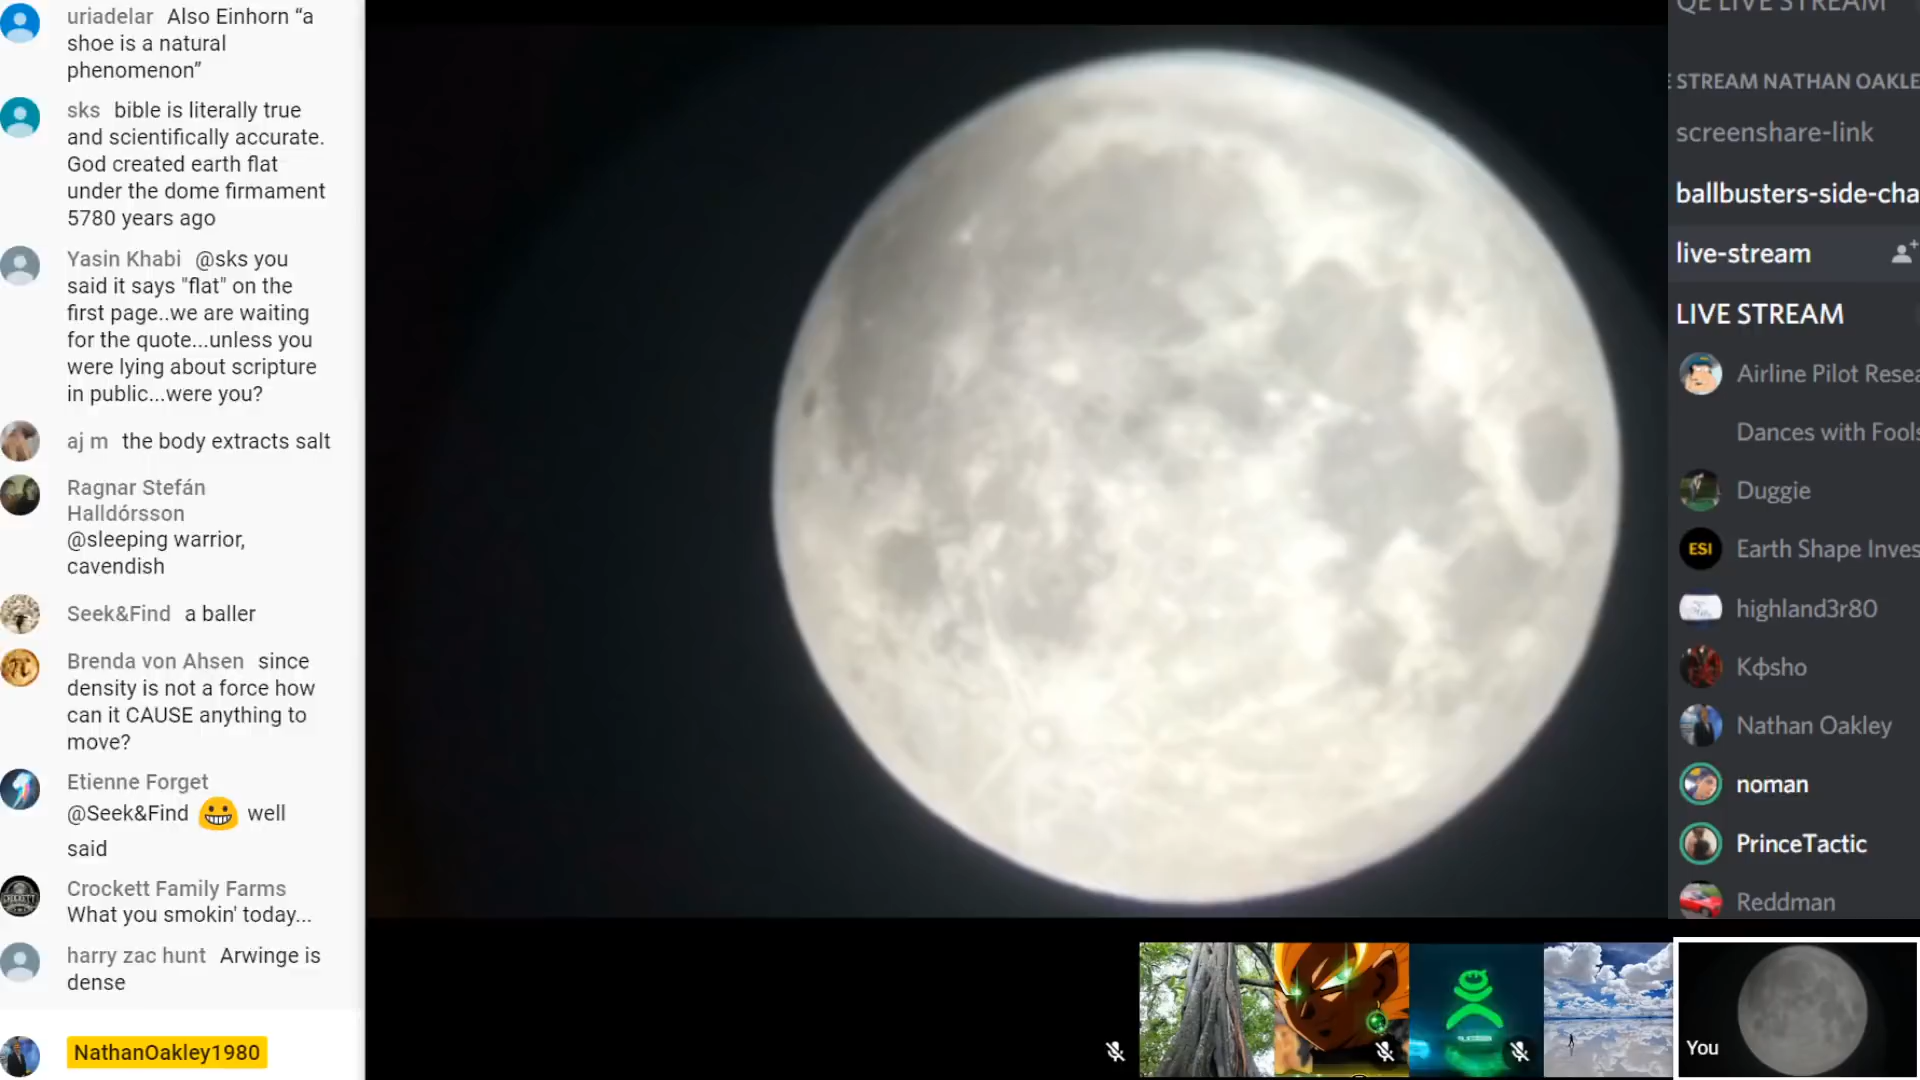 uriadelar Also Einhorn “a
shoe is a natural
phenomenon”
sks bible is literally true
and scientifically accurate.
God created earth flat
under the dome firmament
5780 years ago
Yasin Khabi @sks you
said it says "flat" on the
first page..we are waiting
for the quote...unless you
were lying about scripture
in public...were you?
aj m the body extracts salt
Ragnar Stefán
Halldórsson
@sleeping warrior,
cavendish
Seek&Find a baller
Brenda von Ahsen since
density is not a force how
can it CAUSE anything to
move?
Etienne Forget
@Seek&Find 😀 well
said
Crockett Family Farms
What you smokin' today...
harry zac hunt Arwinge is
dense
NathanOakley1980
QE LIVE STREAM
E STREAM NATHAN OAKLE
screenshare-link
ballbusters-side-cha
live-stream
LIVE STREAM
Airline Pilot Resea
Dances with Fools
Duggie
ESI Earth Shape Inves
highland3r80
Kфsho
Nathan Oakley
noman
PrinceTactic
Reddman
You